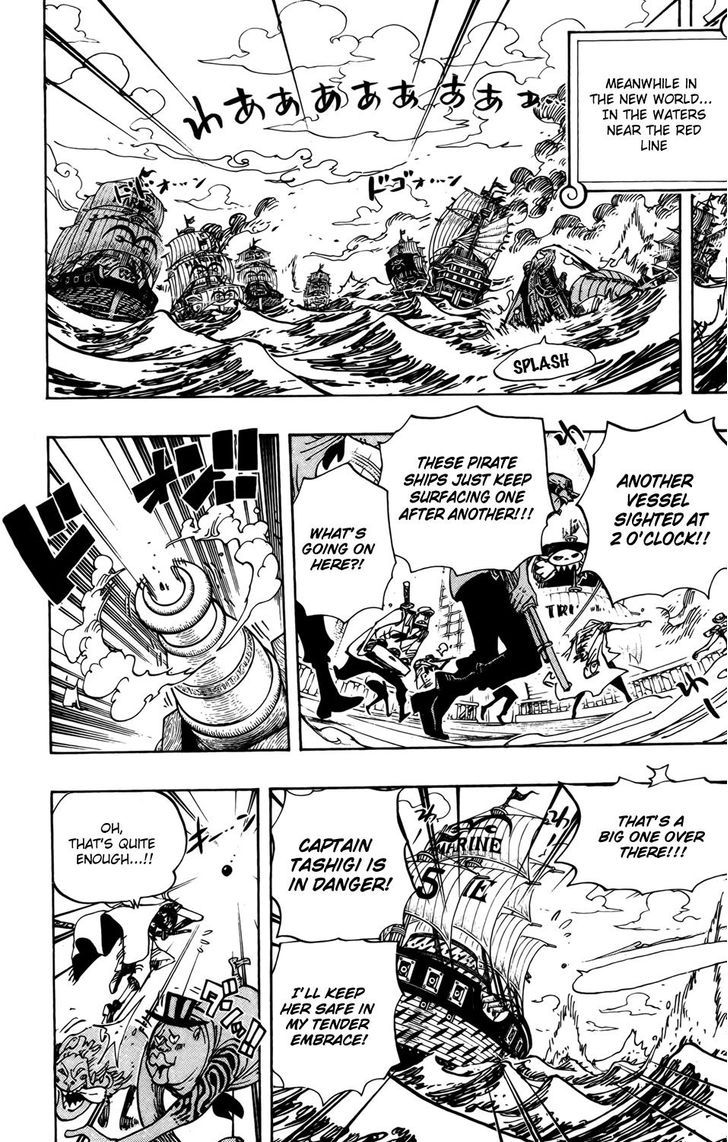 MEANWHILE IN
THE NEW WORLD...
IN THE WATERS
NEAR THE RED
LINE
わあああああああ
ドゴォ…ン
SPLASH
ANOTHER
VESSEL
SIGHTED AT
2 O'CLOCK!!
THESE PIRATE
SHIPS JUST KEEP
SURFACING ONE
AFTER ANOTHER!!!
WHAT'S
GOING ON
HERE?!
TRI
ドォン!!
THAT'S A
BIG ONE OVER
THERE!!!
MARINE
5
E
CAPTAIN
TASHIGI IS
IN DANGER!
I'LL KEEP
HER SAFE IN
MY TENDER
EMBRACE!
OH,
THAT'S QUITE
ENOUGH...!!